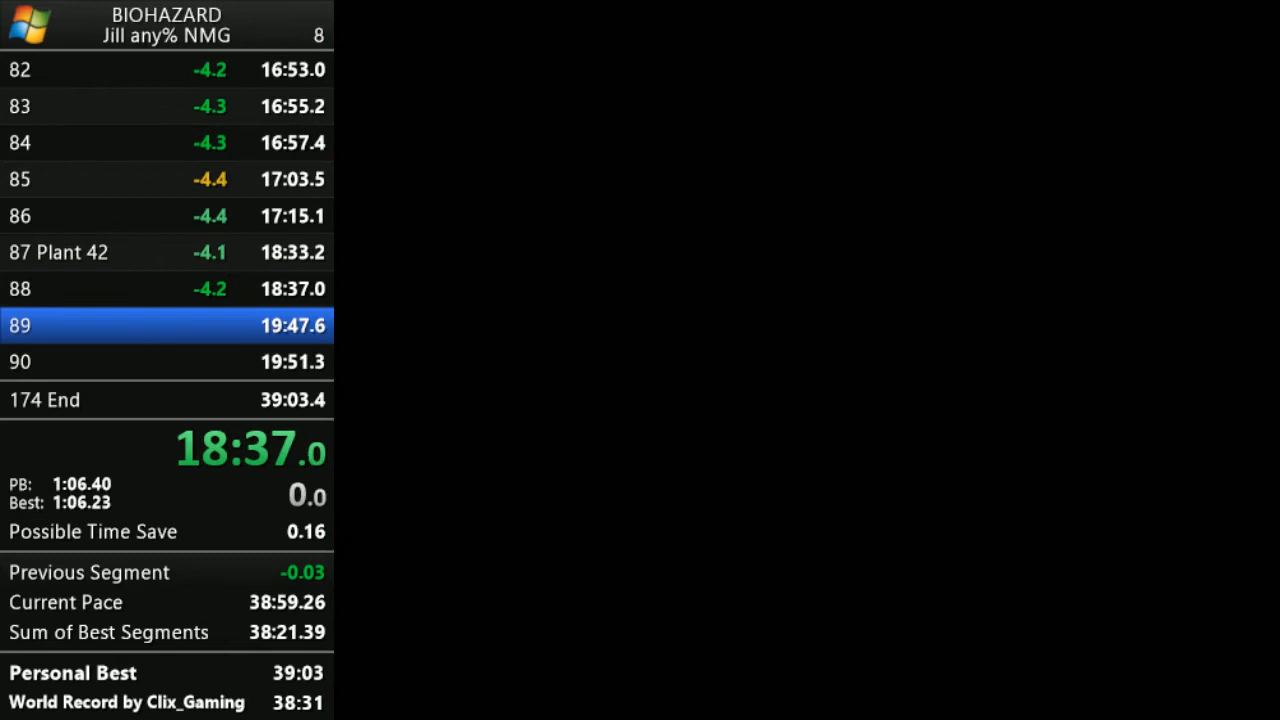 BIOHAZARD
Jill any% NMG 8
82 -4.2 16:53.0
83 -4.3 16:55.2
84 -4.3 16:57.4
85 -4.4 17:03.5
86 -4.4 17:15.1
87 Plant 42 -4.1 18:33.2
88 -4.2 18:37.0
89 19:47.6
90 19:51.3
174 End 39:03.4
18:37.0
PB: 1:06.40
Best: 1:06.23
0.0
Possible Time Save 0.16
Previous Segment -0.03
Current Pace 38:59.26
Sum of Best Segments 38:21.39
Personal Best 39:03
World Record by Clix_Gaming 38:31